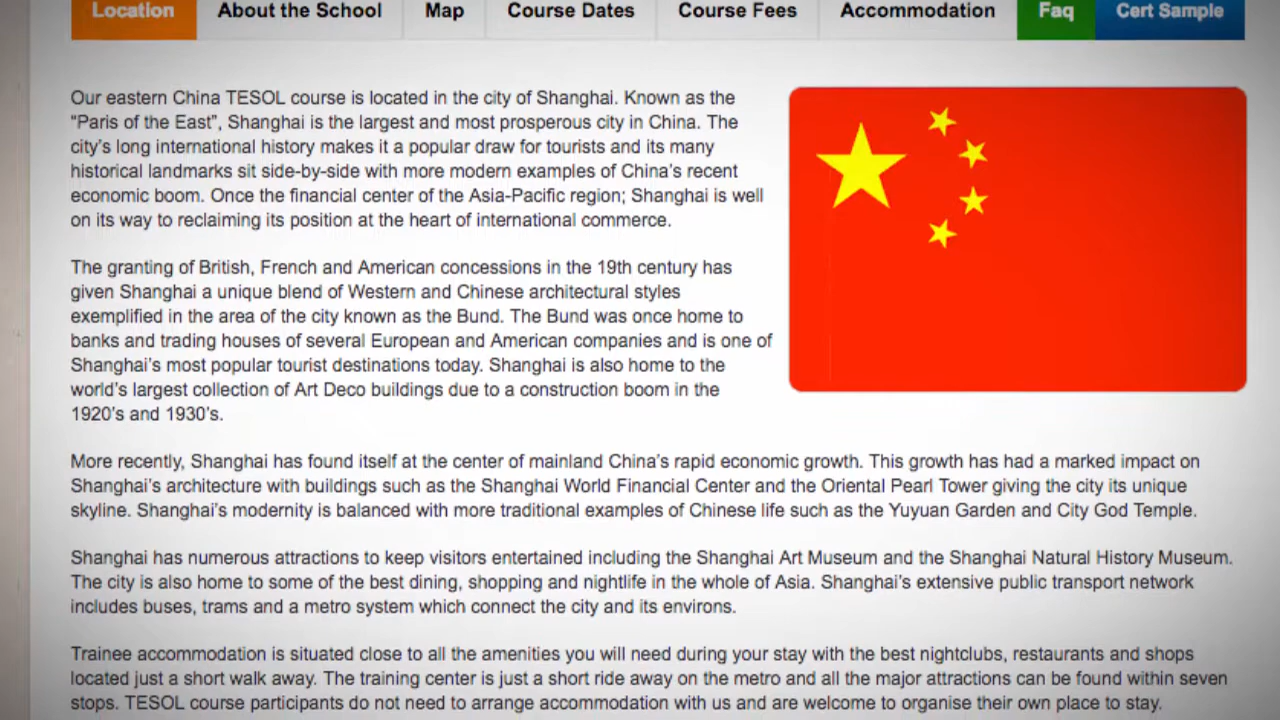 Location About the School Map Course Dates Course Fees Accommodation Faq Cert Sample
Our eastern China TESOL course is located in the city of Shanghai. Known as the
"Paris of the East", Shanghai is the largest and most prosperous city in China. The
city's long international history makes it a popular draw for tourists and its many
historical landmarks sit side-by-side with more modern examples of China's recent
economic boom. Once the financial center of the Asia-Pacific region; Shanghai is well
on its way to reclaiming its position at the heart of international commerce.
The granting of British, French and American concessions in the 19th century has
given Shanghai a unique blend of Western and Chinese architectural styles
exemplified in the area of the city known as the Bund. The Bund was once home to
banks and trading houses of several European and American companies and is one of
Shanghai's most popular tourist destinations today. Shanghai is also home to the
world's largest collection of Art Deco buildings due to a construction boom in the
1920's and 1930's.
More recently, Shanghai has found itself at the center of mainland China's rapid economic growth. This growth has had a marked impact on
Shanghai's architecture with buildings such as the Shanghai World Financial Center and the Oriental Pearl Tower giving the city its unique
skyline. Shanghai's modernity is balanced with more traditional examples of Chinese life such as the Yuyuan Garden and City God Temple.
Shanghai has numerous attractions to keep visitors entertained including the Shanghai Art Museum and the Shanghai Natural History Museum.
The city is also home to some of the best dining, shopping and nightlife in the whole of Asia. Shanghai's extensive public transport network
includes buses, trams and a metro system which connect the city and its environs.
Trainee accommodation is situated close to all the amenities you will need during your stay with the best nightclubs, restaurants and shops
located just a short walk away. The training center is just a short ride away on the metro and all the major attractions can be found within seven
stops. TESOL course participants do not need to arrange accommodation with us and are welcome to organise their own place to stay.